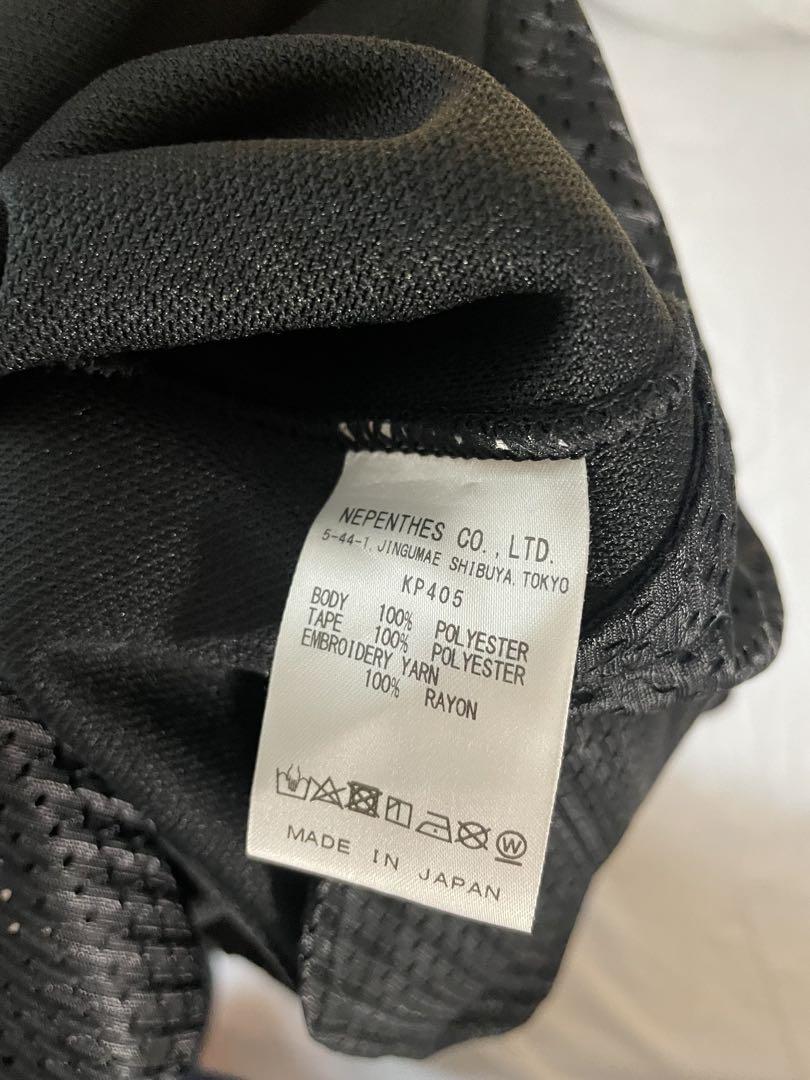 NEPENTHES CO.,LTD.
5-44-1, JINGUMAE SHIBUYA, TOKYO
KP405
BODY 100% POLYESTER
TAPE 100% POLYESTER
EMBROIDERY YARN
100% RAYON
W
MADE IN JAPAN